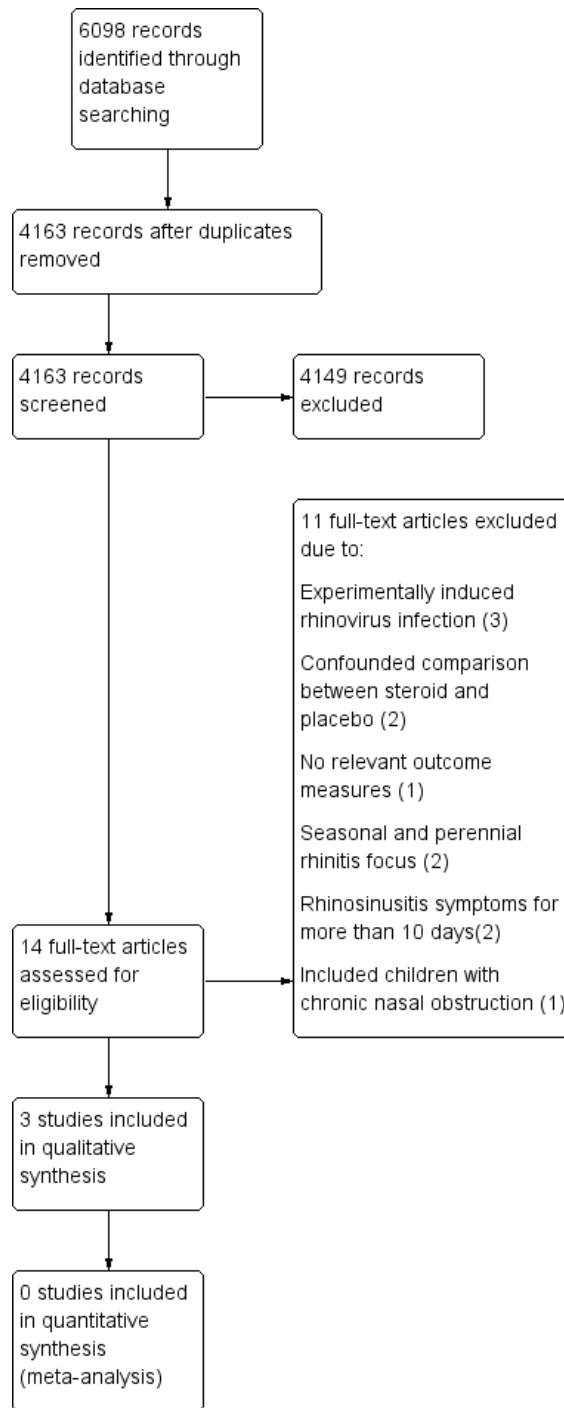 6098 records
identified through
database
searching
4163 records after duplicates
removed
4163 records
screened
4149 records
excluded
11 full-text articles excluded
due to:
Experimentally induced
rhinovirus infection (3)
Confounded comparison
between steroid and
placebo (2)
No relevant outcome
measures (1)
Seasonal and perennial
rhinitis focus (2)
Rhinosinusitis symptoms for
more than 10 days(2)
Included children with
chronic nasal obstruction (1)
14 full-text articles
assessed for
eligibility
3 studies included
in qualitative
synthesis
0 studies included
in quantitative
synthesis
(meta-analysis)